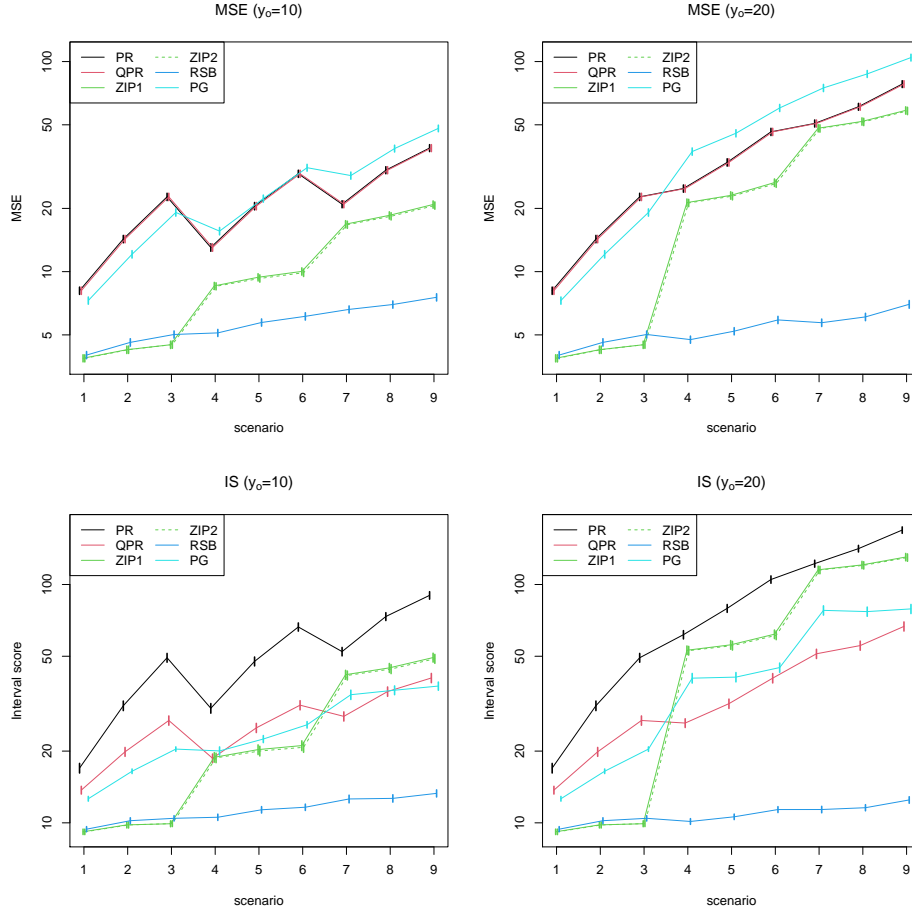 MSE (yₒ=10)
MSE
100
50
20
10
5
PR
QPR
ZIP1
ZIP2
RSB
PG
1 2 3 4 5 6 7 8 9
scenario
MSE (yₒ=20)
MSE
100
50
20
10
5
PR
QPR
ZIP1
ZIP2
RSB
PG
1 2 3 4 5 6 7 8 9
scenario
IS (yₒ=10)
Interval score
100
50
20
10
PR
QPR
ZIP1
ZIP2
RSB
PG
1 2 3 4 5 6 7 8 9
scenario
IS (yₒ=20)
Interval score
100
50
20
10
PR
QPR
ZIP1
ZIP2
RSB
PG
1 2 3 4 5 6 7 8 9
scenario